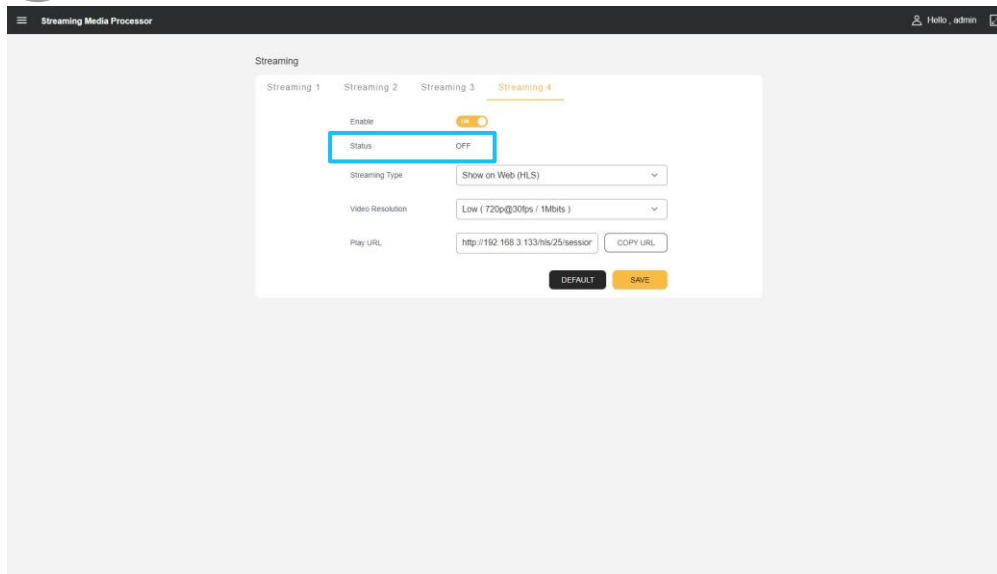 Streaming Media Processor Hello , admin
Streaming
Streaming 1 Streaming 2 Streaming 3 Streaming 4
Enable ON
Status OFF
Streaming Type Show on Web (HLS)
Video Resolution Low ( 720p@30fps / 1Mbits )
Play URL http://192.168.3.133/hls/25/session COPY URL
DEFAULT SAVE